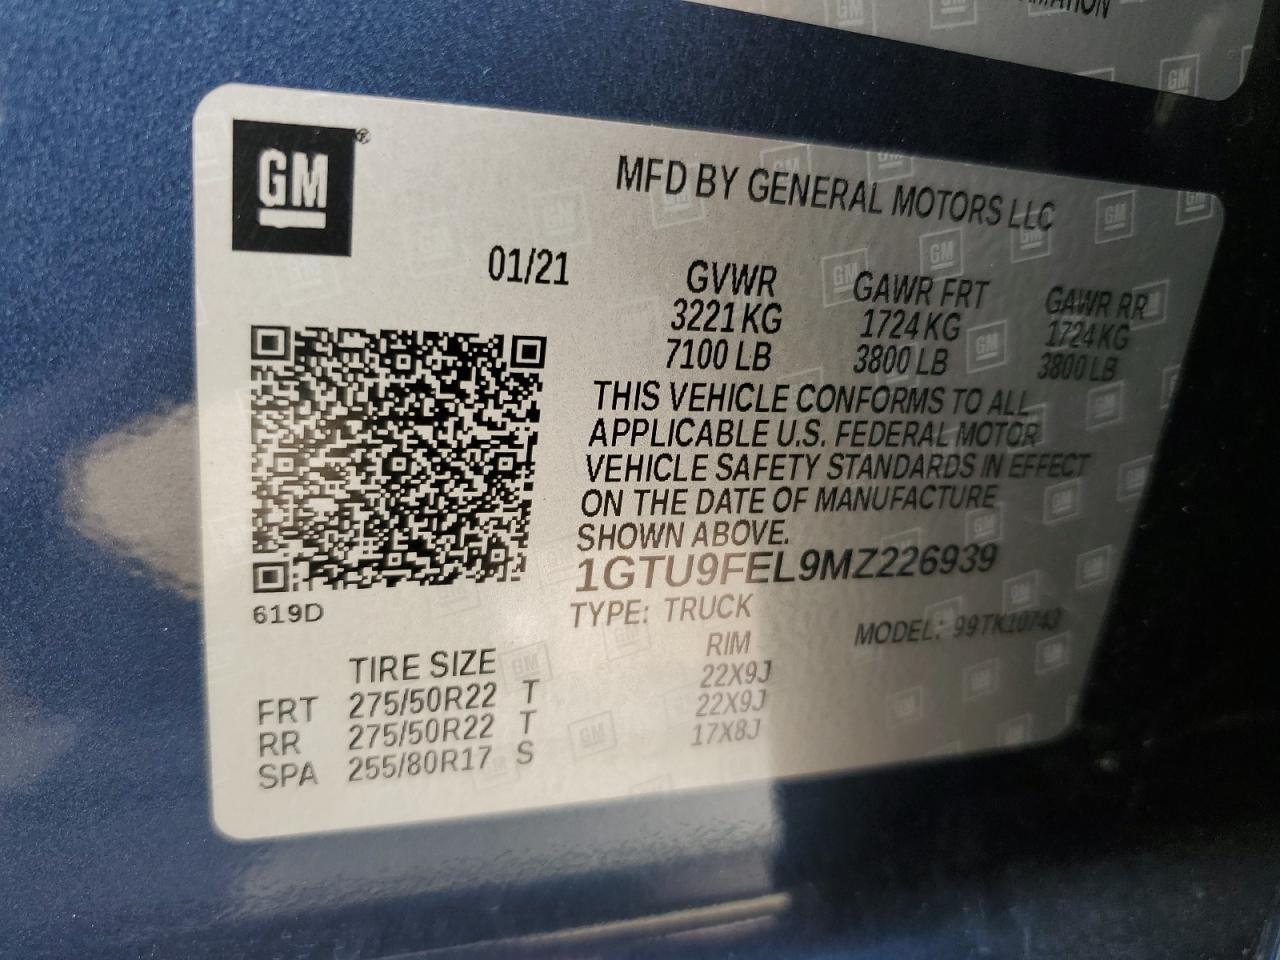 MATION
GM®
MFD BY GENERAL MOTORS LLC
01/21
GVWR GAWR FRT GAWR RR
3221 KG 1724 KG 1724 KG
7100 LB 3800 LB 3800 LB
THIS VEHICLE CONFORMS TO ALL
APPLICABLE U.S. FEDERAL MOTOR
VEHICLE SAFETY STANDARDS IN EFFECT
ON THE DATE OF MANUFACTURE
SHOWN ABOVE.
1GTU9FEL9MZ226939
619D TYPE: TRUCK MODEL: 99TK10743
TIRE SIZE RIM
FRT 275/50R22 T 22X9J
RR 275/50R22 T 22X9J
SPA 255/80R17 S 17X8J